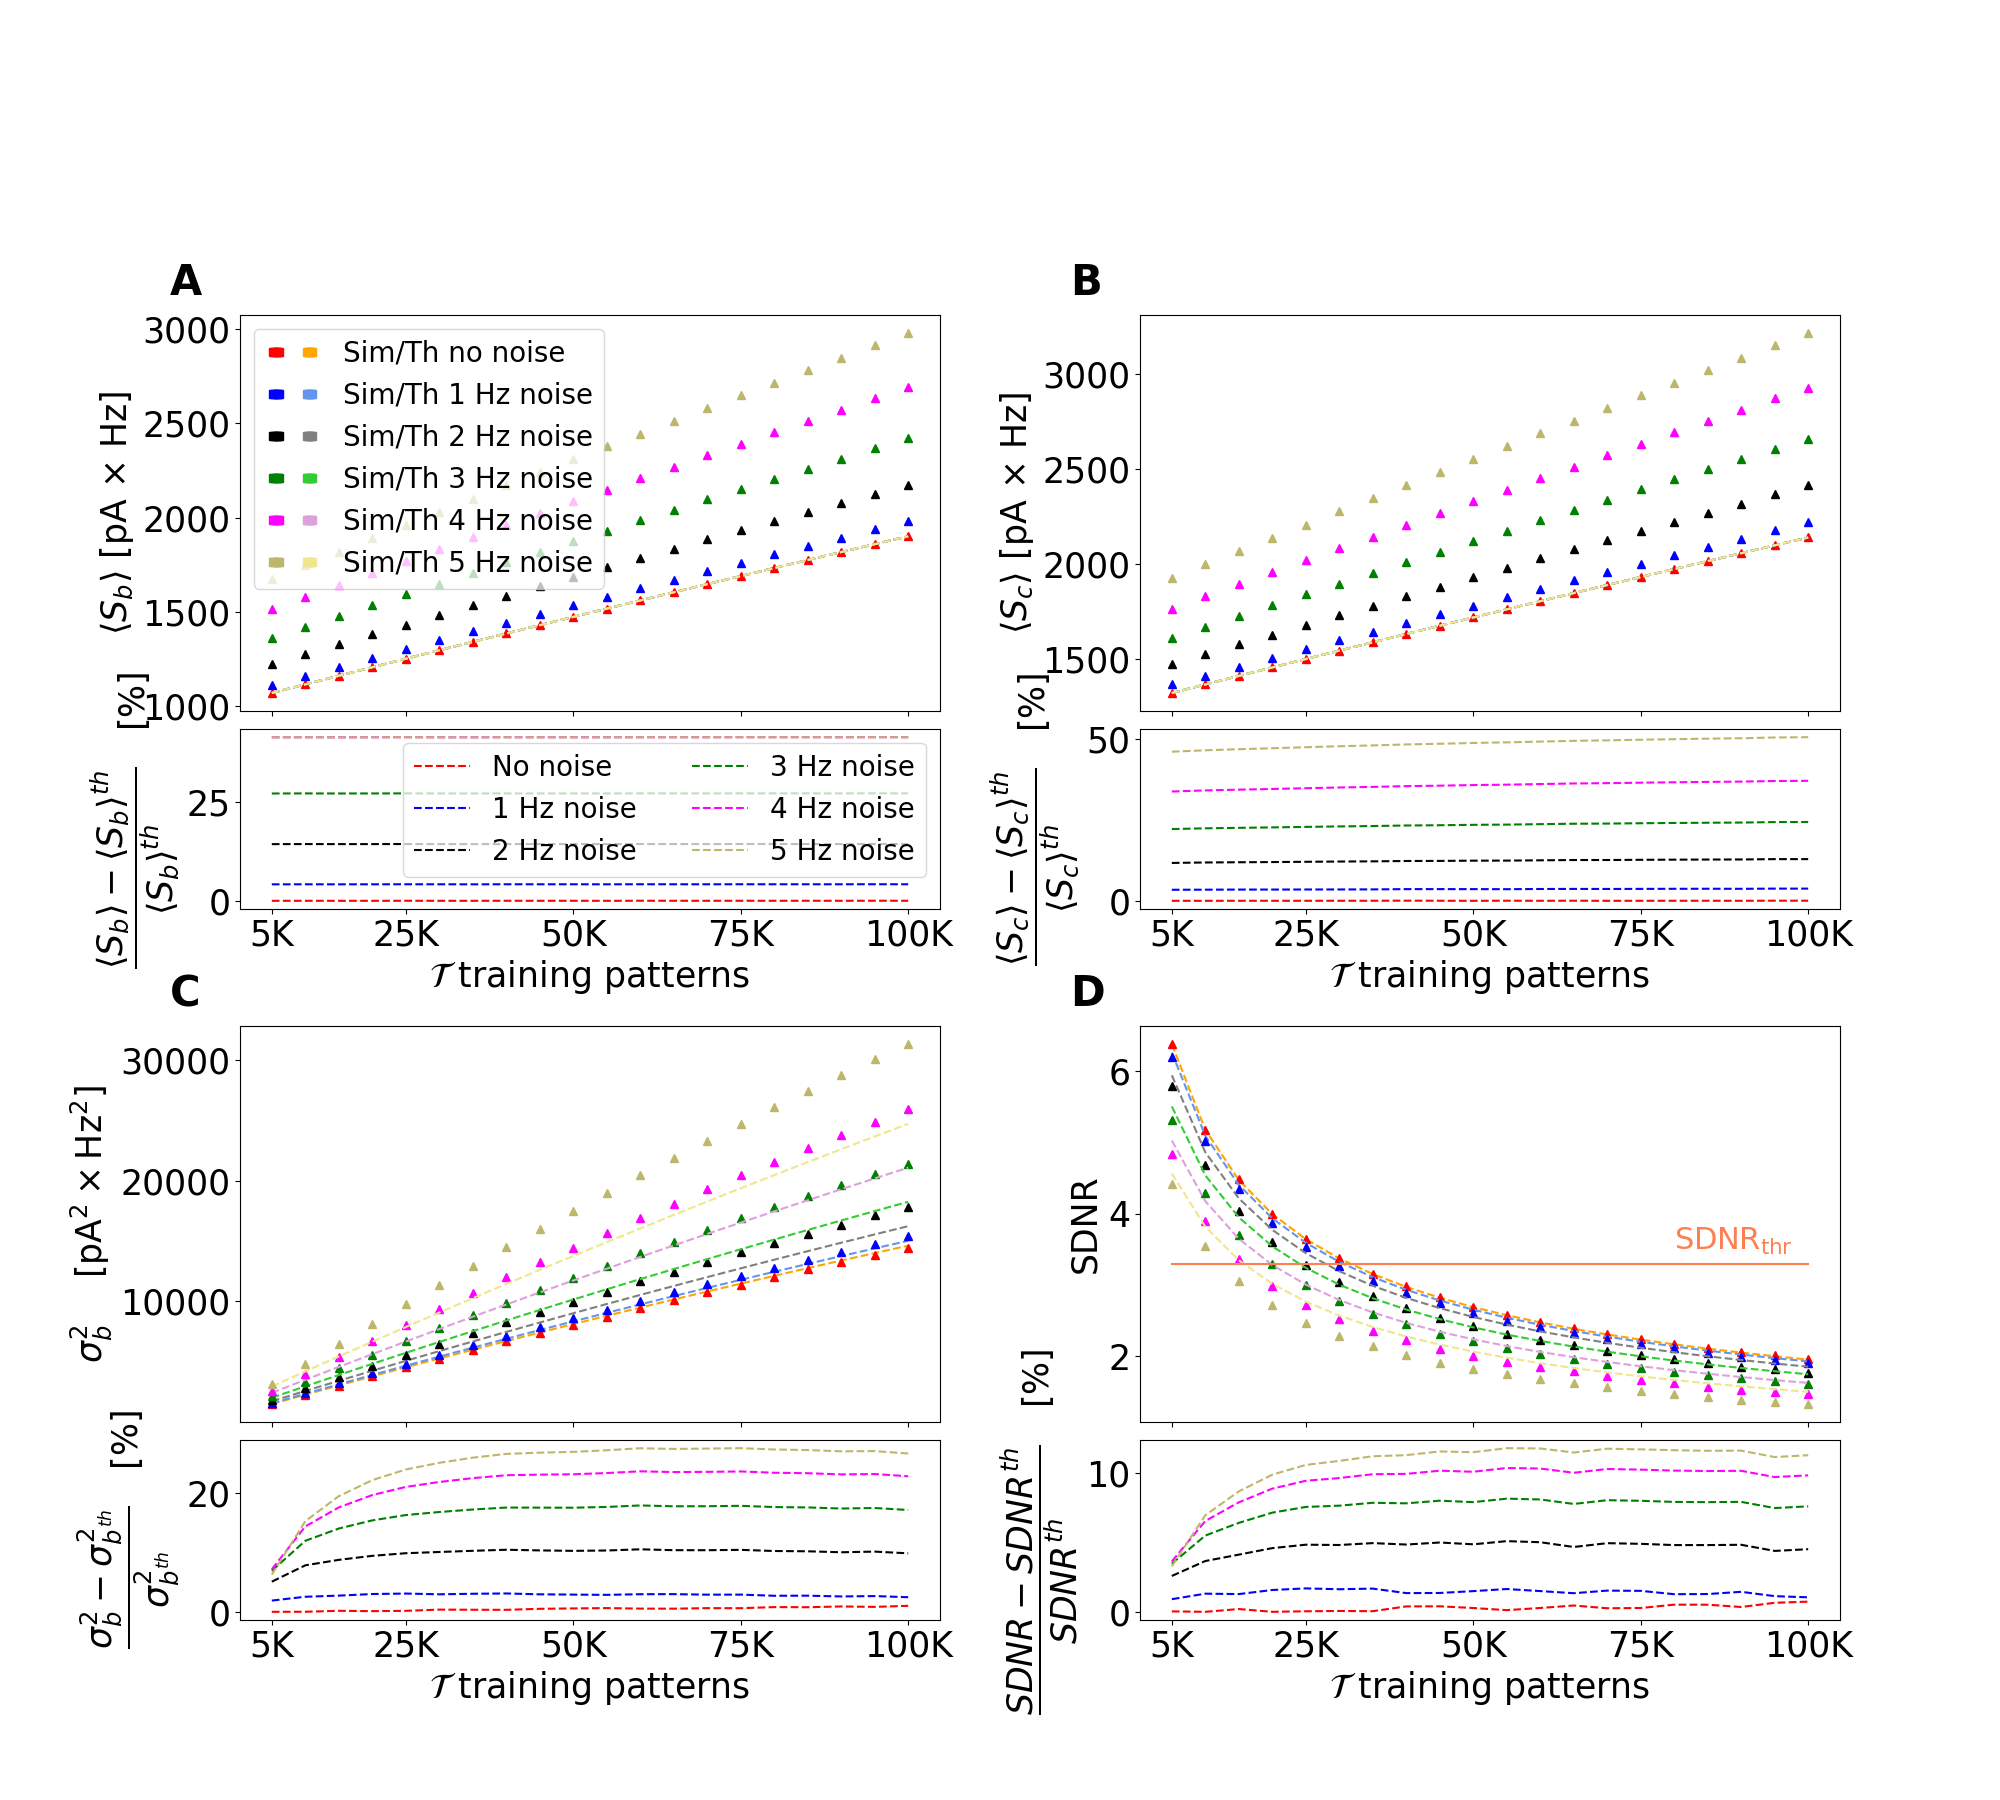 A
3000
2500
2000
1500
1000
⟨S_b⟩ [pA × Hz]
Sim/Th no noise
Sim/Th 1 Hz noise
Sim/Th 2 Hz noise
Sim/Th 3 Hz noise
Sim/Th 4 Hz noise
Sim/Th 5 Hz noise
[%]
⟨S_b⟩ − ⟨S_b⟩^th
⟨S_b⟩^th
25
0
No noise
1 Hz noise
2 Hz noise
3 Hz noise
4 Hz noise
5 Hz noise
5K 25K 50K 75K 100K
𝒯 training patterns
B
3000
2500
2000
1500
⟨S_c⟩ [pA × Hz]
[%]
⟨S_c⟩ − ⟨S_c⟩^th
⟨S_c⟩^th
50
0
5K 25K 50K 75K 100K
𝒯 training patterns
C
30000
20000
10000
σ_b^2 [pA² × Hz²]
[%]
σ_b^2 − σ_b^2^th
σ_b^2^th
20
0
5K 25K 50K 75K 100K
𝒯 training patterns
D
6
4
2
SDNR
SDNR_thr
[%]
SDNR − SDNR^th
SDNR^th
10
0
5K 25K 50K 75K 100K
𝒯 training patterns